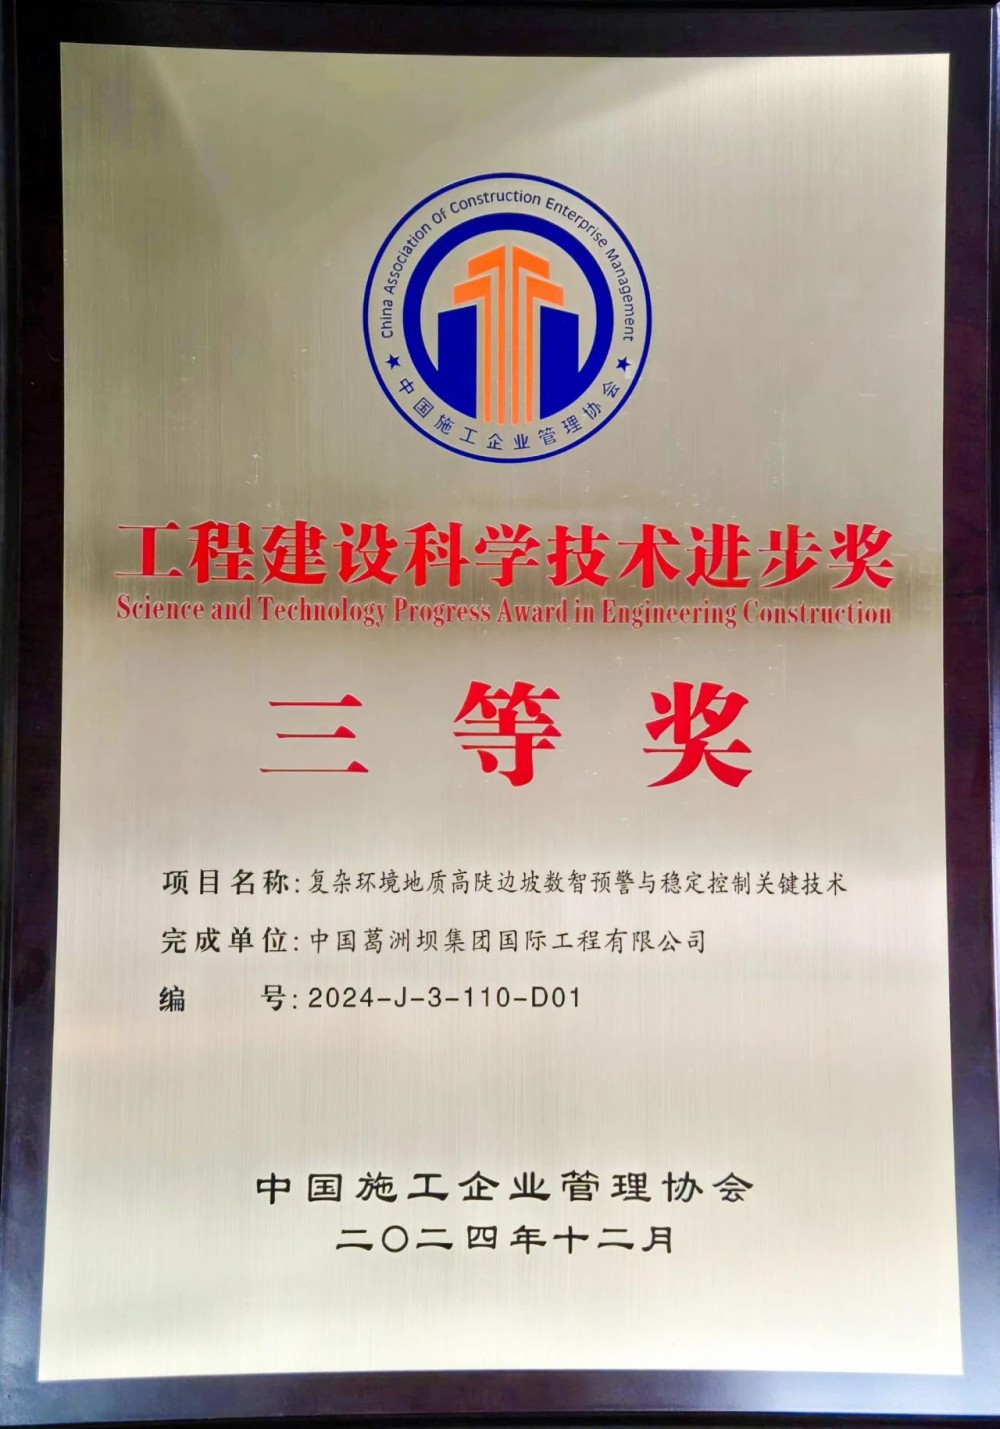 China Association Of Construction Enterprise Management
★中国施工企业管理协会★
工程建设科学技术进步奖
Science and Technology Progress Award in Engineering Construction
三等奖
项目名称:复杂环境地质高陡边坡数智预警与稳定控制关键技术
完成单位:中国葛洲坝集团国际工程有限公司
编 号:2024-J-3-110-D01
中国施工企业管理协会
二〇二四年十二月